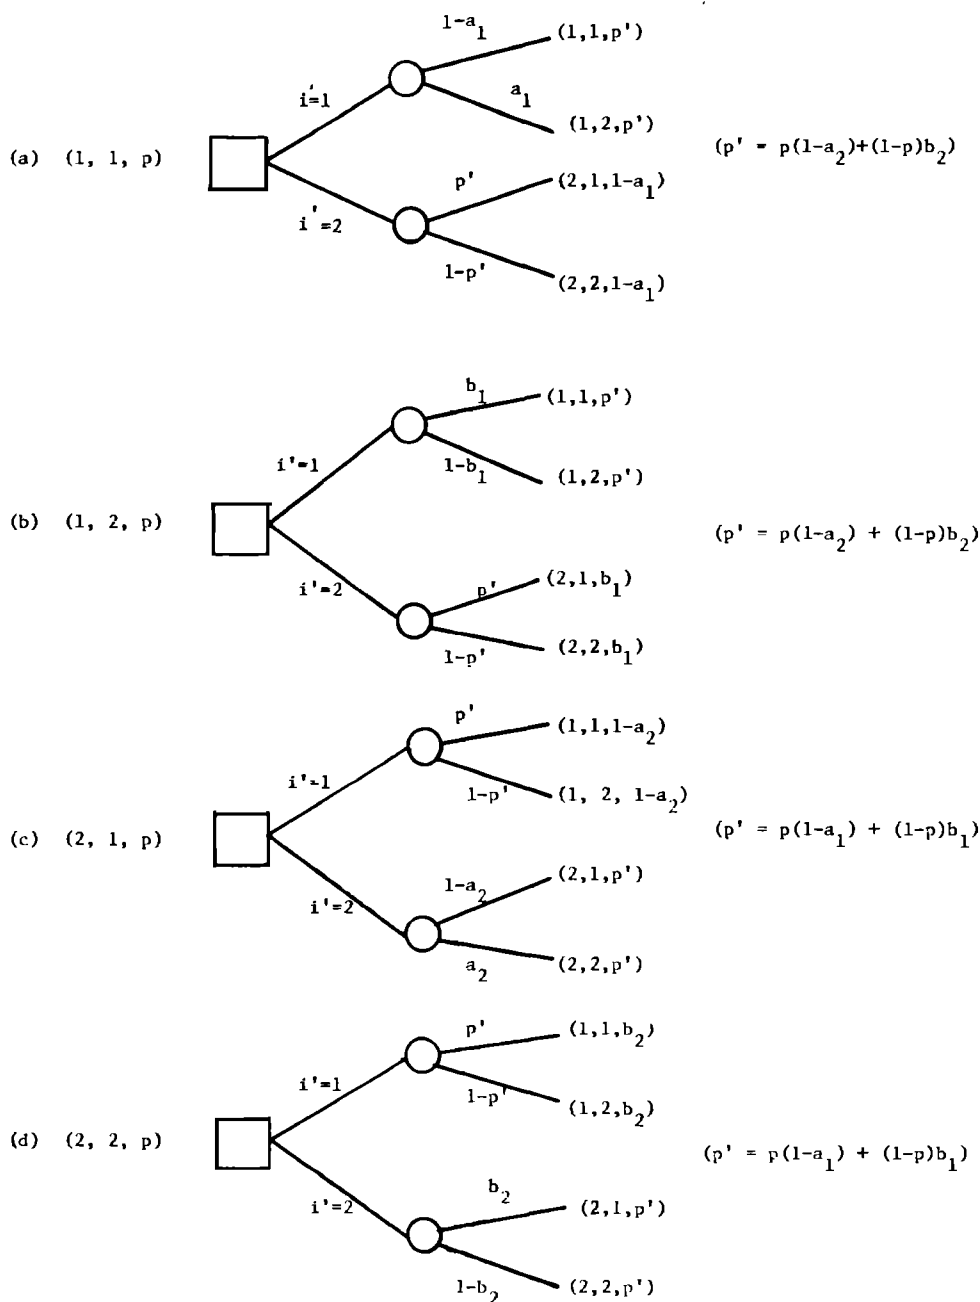 1-a₁
(1,1,p')
i'=1
a₁
(1,2,p')
(a) (1, 1, p)
(p' = p(1-a₂)+(1-p)b₂)
p'
(2,1,1-a₁)
i'=2
1-p'
(2,2,1-a₁)
b₁
(1,1,p')
i'=1
1-b₁
(1,2,p')
(b) (1, 2, p)
(p' = p(1-a₂) + (1-p)b₂)
i'=2
p'
(2,1,b₁)
1-p'
(2,2,b₁)
p'
(1,1,1-a₂)
i'=1
1-p'
(1, 2, 1-a₂)
(c) (2, 1, p)
(p' = p(1-a₁) + (1-p)b₁)
1-a₂
(2,1,p')
i'=2
a₂
(2,2,p')
p'
(1,1,b₂)
i'=1
1-p'
(1,2,b₂)
(d) (2, 2, p)
(p' = p(1-a₁) + (1-p)b₁)
b₂
(2,1,p')
i'=2
1-b₂
(2,2,p')